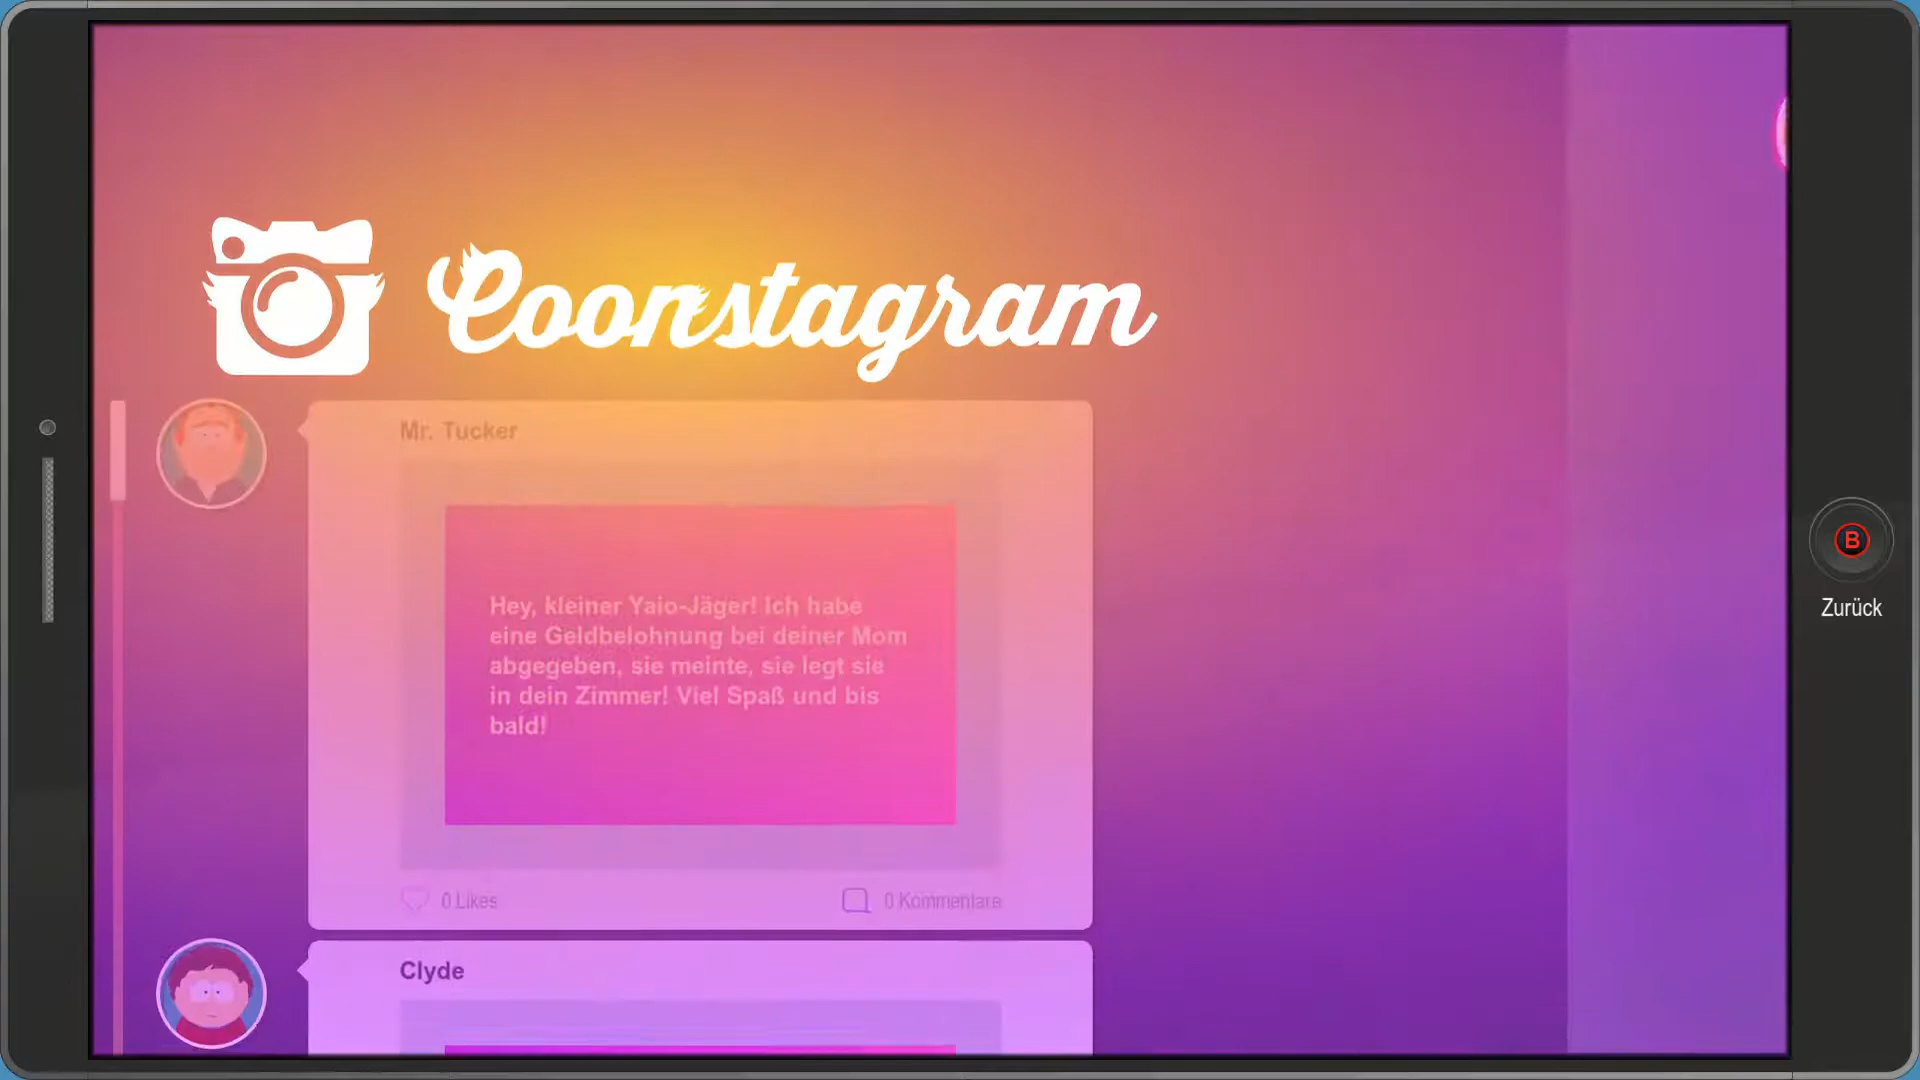 Coonstagram
Mr. Tucker
Hey, kleiner Yaio-Jäger! Ich habe
eine Geldbelohnung bei deiner Mom
abgegeben, sie meinte, sie legt sie
in dein Zimmer! Viel Spaß und bis
bald!
0 Likes
0 Kommentare
Clyde
B
Zurück